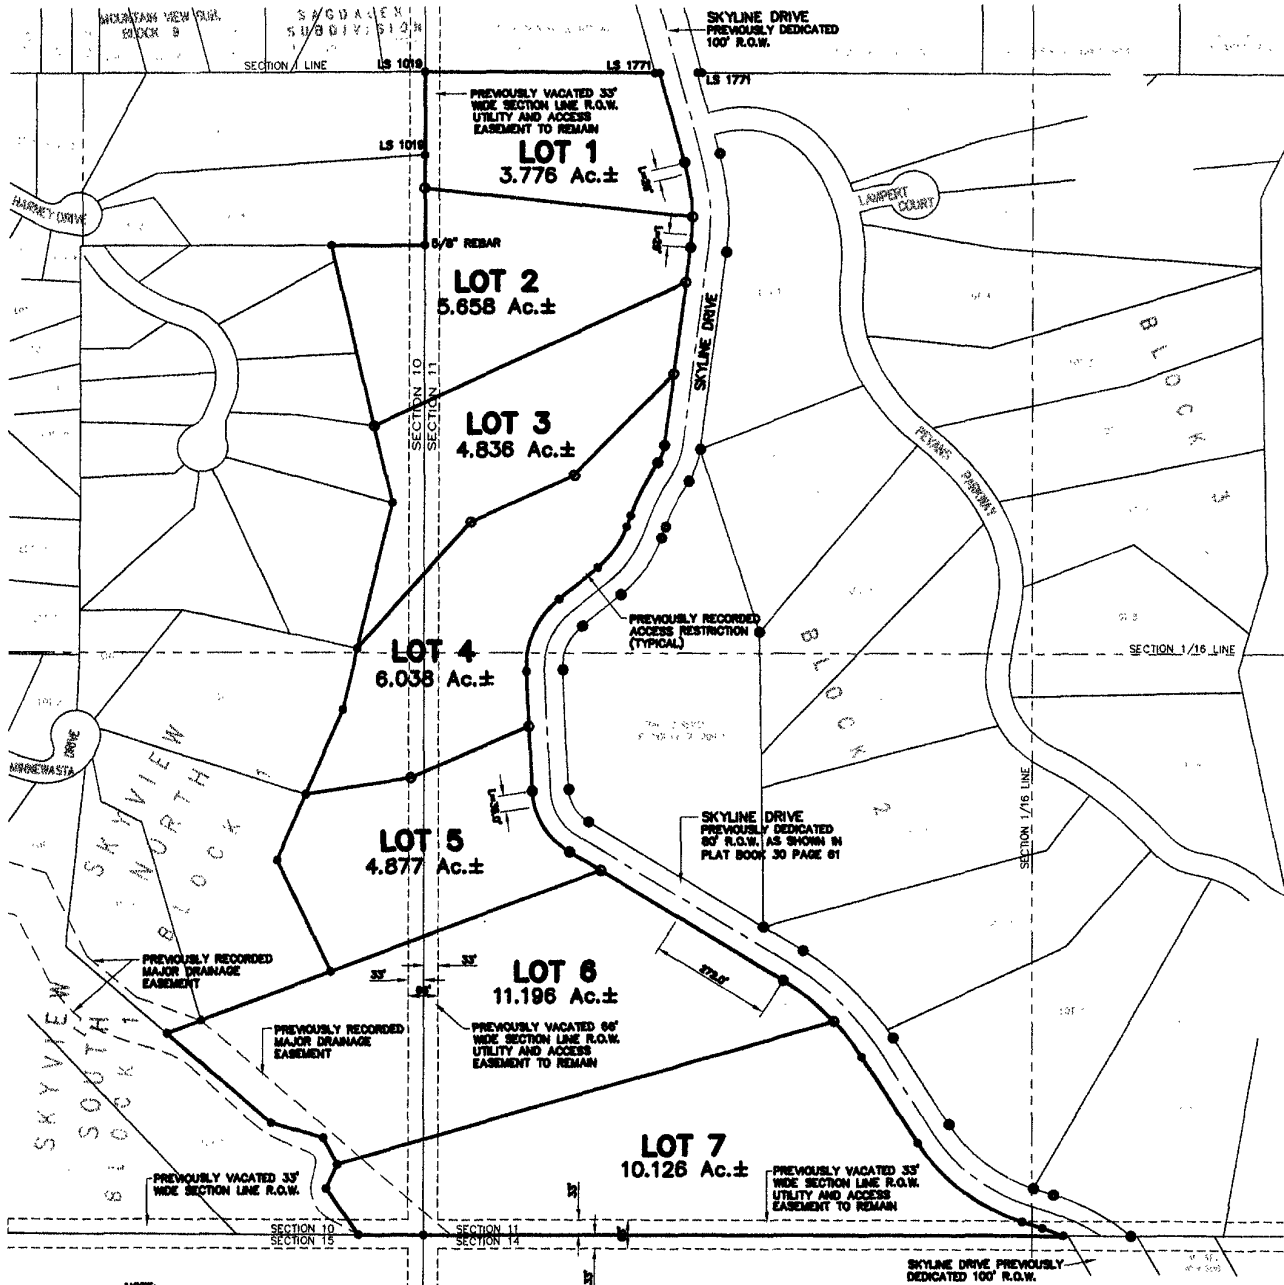 MOUNTAIN VIEW SUB.
BLOCK 9
SUBDIVISION
SKYLINE DRIVE
PREVIOUSLY DEDICATED
100' R.O.W.
SECTION LINE
LS 1019
LS 1771
LS 1771
PREVIOUSLY VACATED 33'
WIDE SECTION LINE R.O.W.
UTILITY AND ACCESS
EASEMENT TO REMAIN
LS 1019
LOT 1
3.776 Ac.±
HARNEY DRIVE
LAMPERT
COURT
5/8" REBAR
LOT 2
5.658 Ac.±
SKYLINE DRIVE
BLOCK 3
SECTION 10
SECTION 11
LOT 3
4.836 Ac.±
PEVANS PARKWAY
PREVIOUSLY RECORDED
ACCESS RESTRICTION
(TYPICAL)
BLOCK 2
SECTION 1/16 LINE
LOT 4
6.038 Ac.±
MINNEWASTA
DRIVE
SKYVIEW
NORTH
BLOCK 1
SECTION 1/16 LINE
LOT 5
4.877 Ac.±
SKYLINE DRIVE
PREVIOUSLY DEDICATED
80' R.O.W. AS SHOWN IN
PLAT BOOK 30 PAGE 61
PREVIOUSLY RECORDED
MAJOR DRAINAGE
EASEMENT
33'
33'
66'
LOT 6
11.196 Ac.±
272.0'
SKYVIEW
SOUTH
BLOCK 1
PREVIOUSLY RECORDED
MAJOR DRAINAGE
EASEMENT
PREVIOUSLY VACATED 66'
WIDE SECTION LINE R.O.W.
UTILITY AND ACCESS
EASEMENT TO REMAIN
LOT 7
10.126 Ac.±
PREVIOUSLY VACATED 33'
WIDE SECTION LINE R.O.W.
PREVIOUSLY VACATED 33'
WIDE SECTION LINE R.O.W.
UTILITY AND ACCESS
EASEMENT TO REMAIN
33'
SECTION 10
SECTION 15
SECTION 11
SECTION 14
33'
SKYLINE DRIVE PREVIOUSLY
DEDICATED 100' R.O.W.